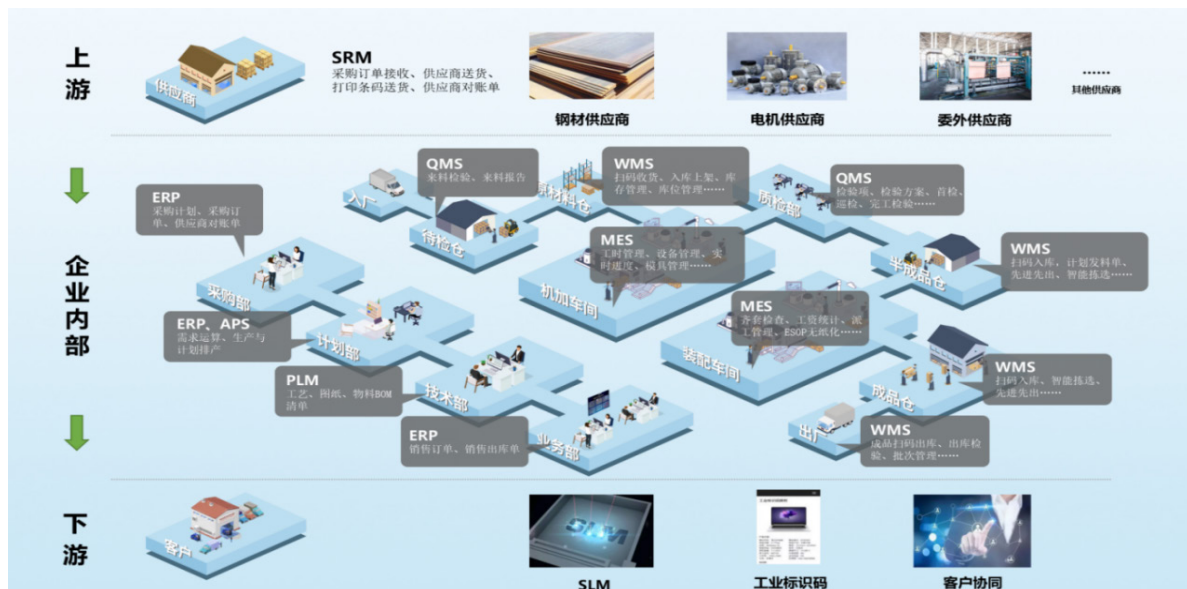 上游
供应商
SRM
采购订单接收、供应商送货、
打印条码送货、供应商对账单
钢材供应商
电机供应商
委外供应商
……
其他供应商
企业内部
ERP
采购计划、采购订
单、供应商对账单
采购部
ERP、APS
需求运算、生产与
计划排产
计划部
PLM
工艺、图纸、物料BOM
清单
技术部
ERP
销售订单、销售出库单
业务部
入厂
QMS
来料检验、来料报告
待检仓
原材料仓
WMS
扫码收货、入库上架、库
存管理、库位管理……
MES
工时管理、设备管理、实
时进度、模具管理……
机加车间
质检部
QMS
检验项、检验方案、首检、
巡检、完工检验……
半成品仓
WMS
扫码入库、计划发料单、
先进先出、智能拣选……
MES
齐套检查、工资统计、派
工管理、ESOP无纸化……
装配车间
成品仓
WMS
扫码入库、智能拣选、
先进先出……
出厂
WMS
成品扫码出库、出库检
验、批次管理……
下游
客户
SLM
SLM
工业标识码
客户协同